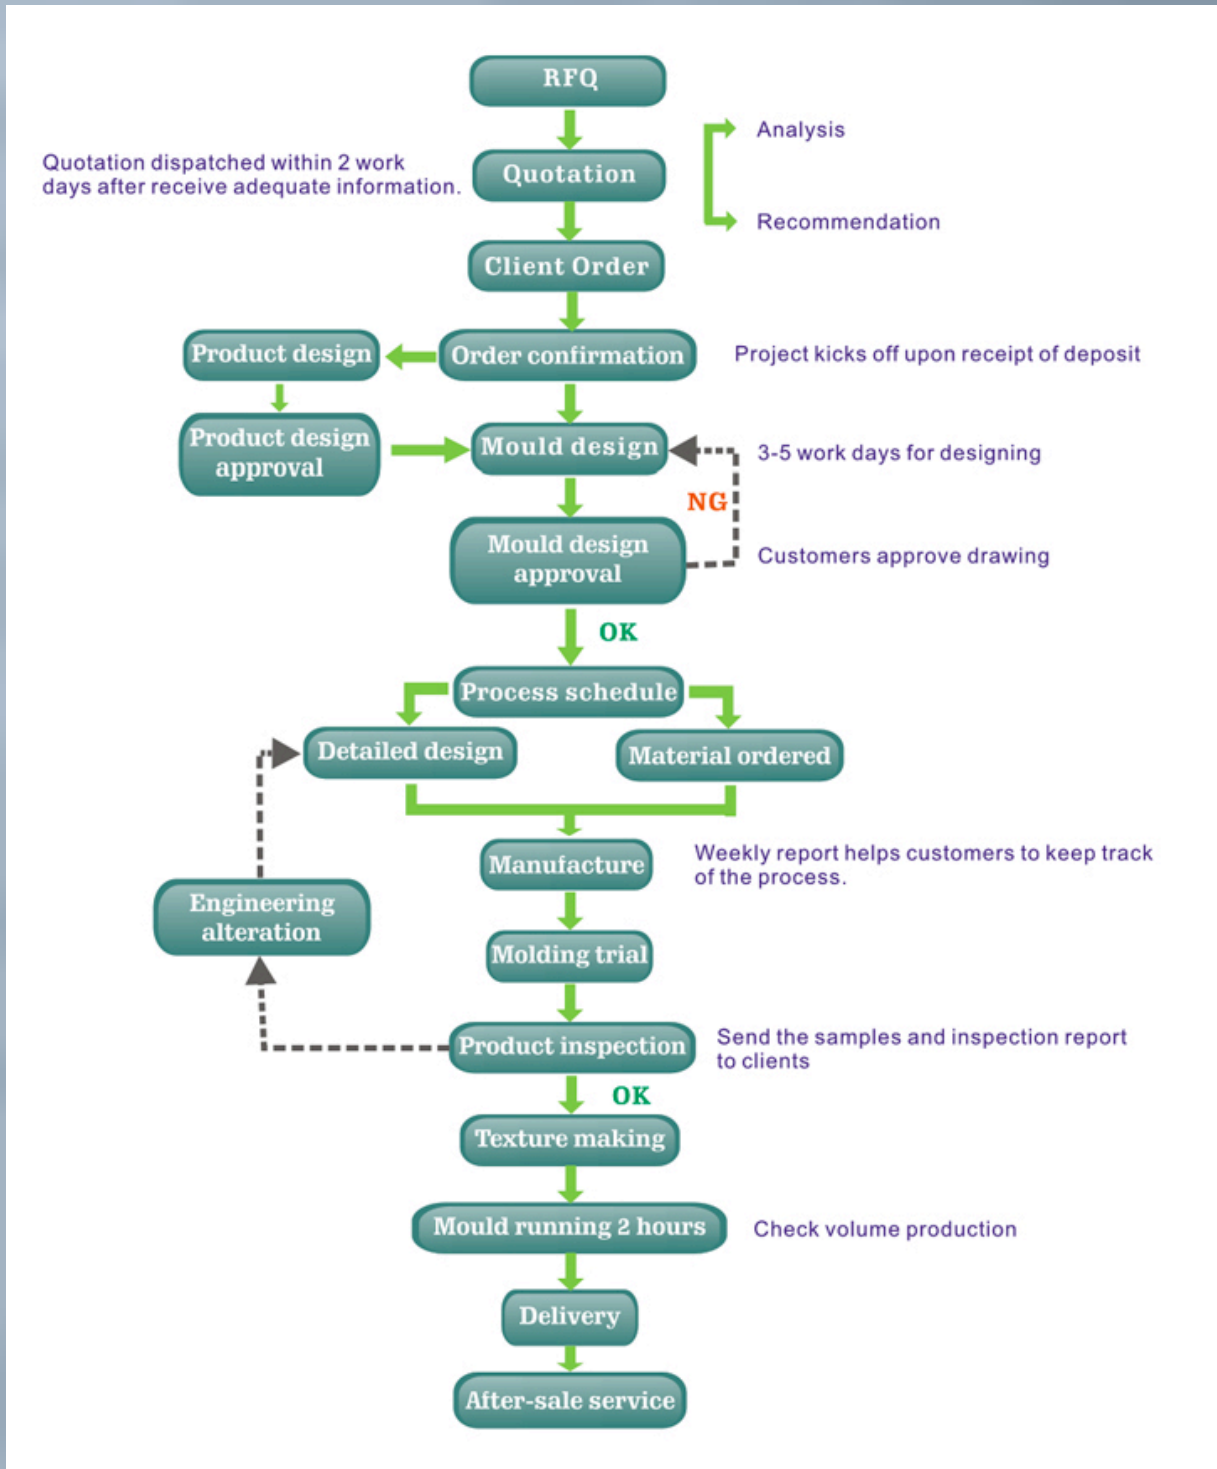 RFQ
Analysis
Quotation dispatched within 2 work
days after receive adequate information.
Quotation
Recommendation
Client Order
Product design
Order confirmation
Project kicks off upon receipt of deposit
Product design
approval
Mould design
3-5 work days for designing
NG
Mould design
approval
Customers approve drawing
OK
Process schedule
Detailed design
Material ordered
Manufacture
Weekly report helps customers to keep track
of the process.
Engineering
alteration
Molding trial
Product inspection
Send the samples and inspection report
to clients
OK
Texture making
Mould running 2 hours
Check volume production
Delivery
After-sale service